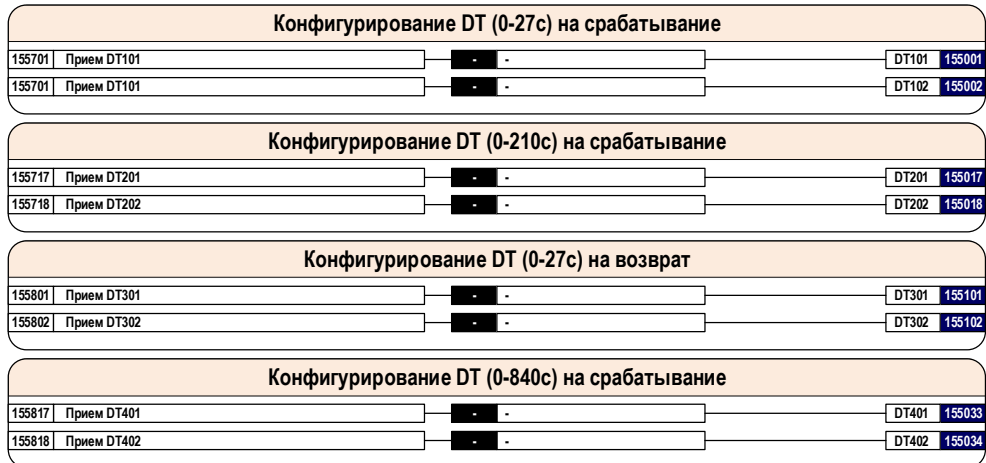 Конфигурирование DT (0-27с) на срабатывание
155701 Прием DT101 - - DT101 155001
155701 Прием DT101 - - DT102 155002
Конфигурирование DT (0-210с) на срабатывание
155717 Прием DT201 - - DT201 155017
155718 Прием DT202 - - DT202 155018
Конфигурирование DT (0-27с) на возврат
155801 Прием DT301 - - DT301 155101
155802 Прием DT302 - - DT302 155102
Конфигурирование DT (0-840с) на срабатывание
155817 Прием DT401 - - DT401 155033
155818 Прием DT402 - - DT402 155034